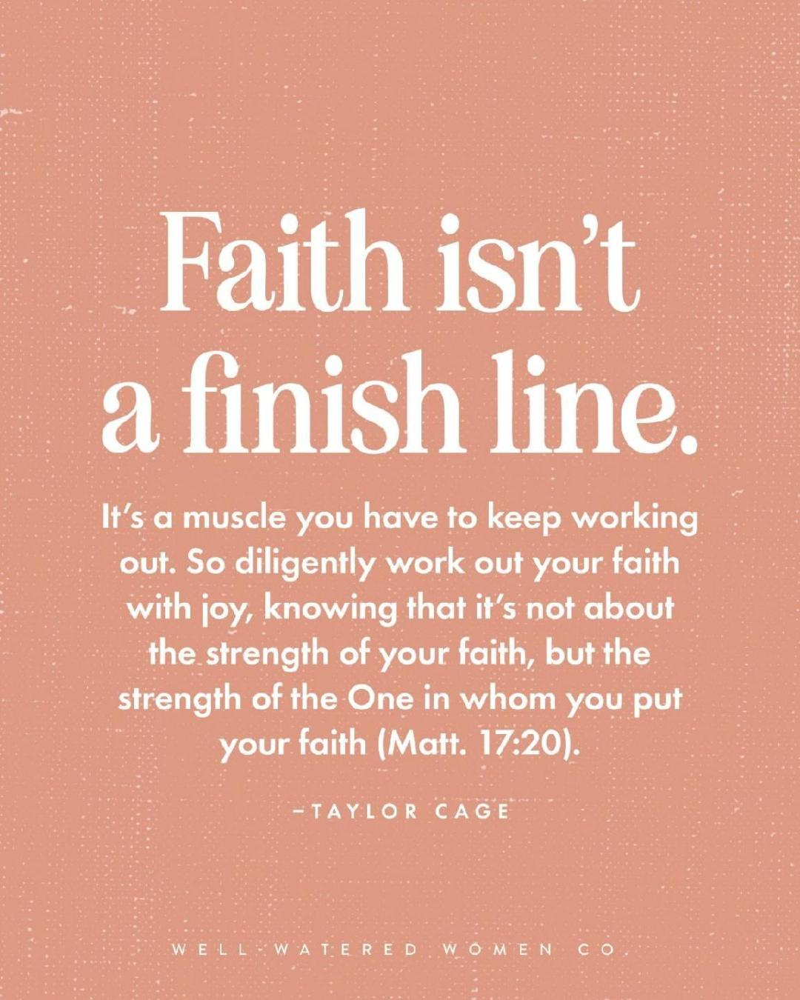 Faith isn’t
a finish line.
It’s a muscle you have to keep working
out. So diligently work out your faith
with joy, knowing that it’s not about
the strength of your faith, but the
strength of the One in whom you put
your faith (Matt. 17:20).
–TAYLOR CAGE
WELL-WATERED WOMEN CO.